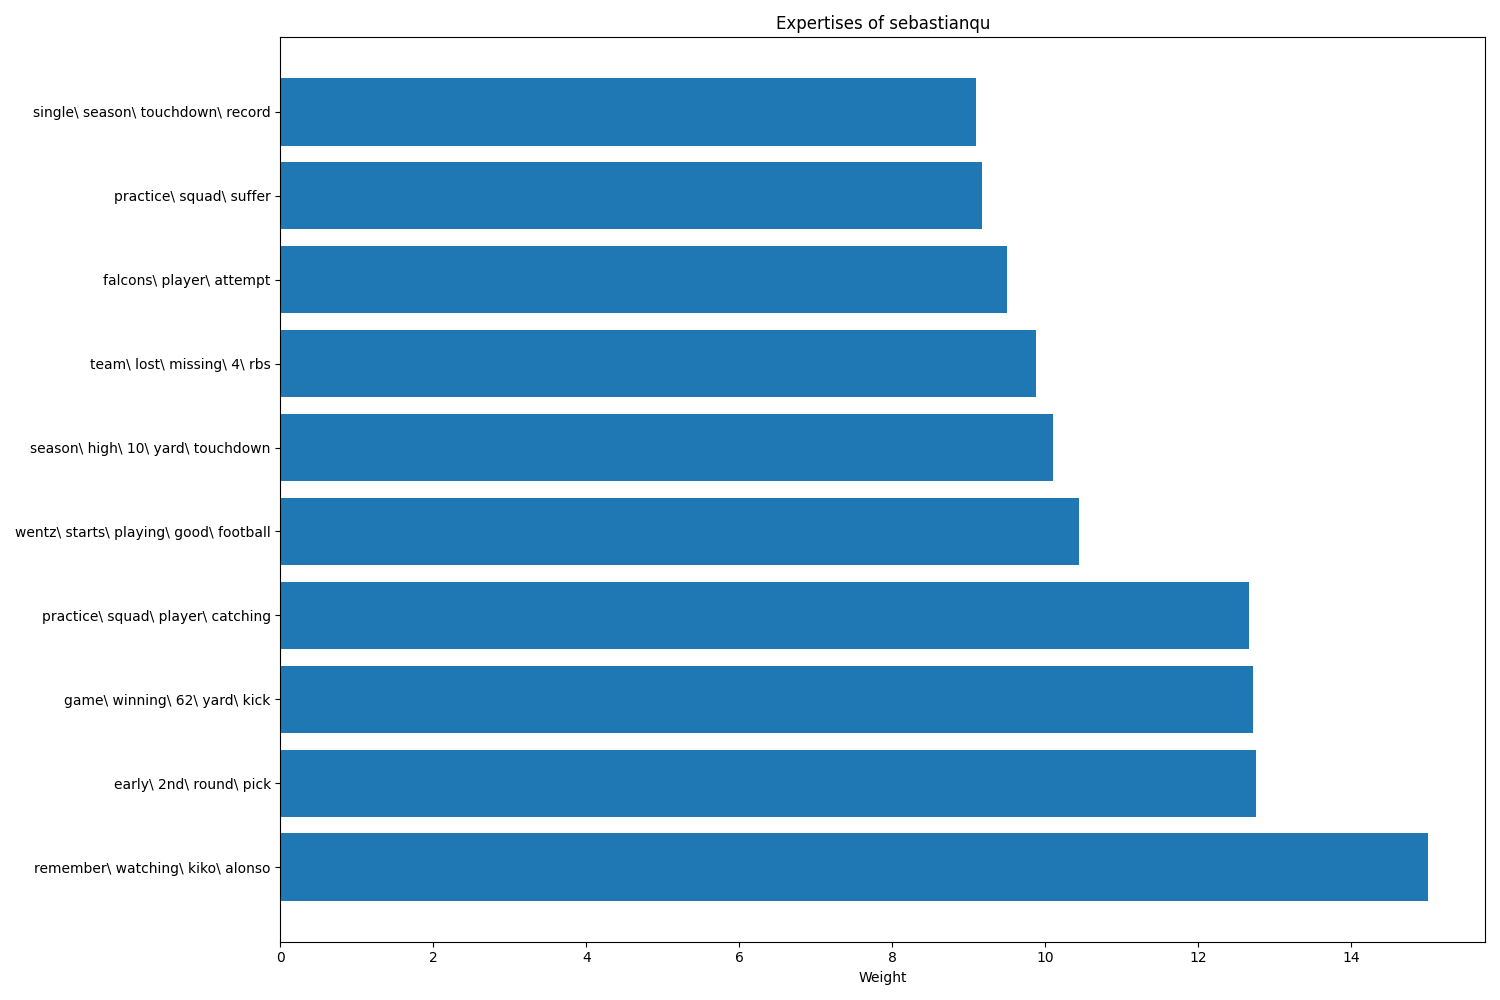 Expertises of sebastianqu
single\ season\ touchdown\ record
practice\ squad\ suffer
falcons\ player\ attempt
team\ lost\ missing\ 4\ rbs
season\ high\ 10\ yard\ touchdown
wentz\ starts\ playing\ good\ football
practice\ squad\ player\ catching
game\ winning\ 62\ yard\ kick
early\ 2nd\ round\ pick
remember\ watching\ kiko\ alonso
0 2 4 6 8 10 12 14
Weight